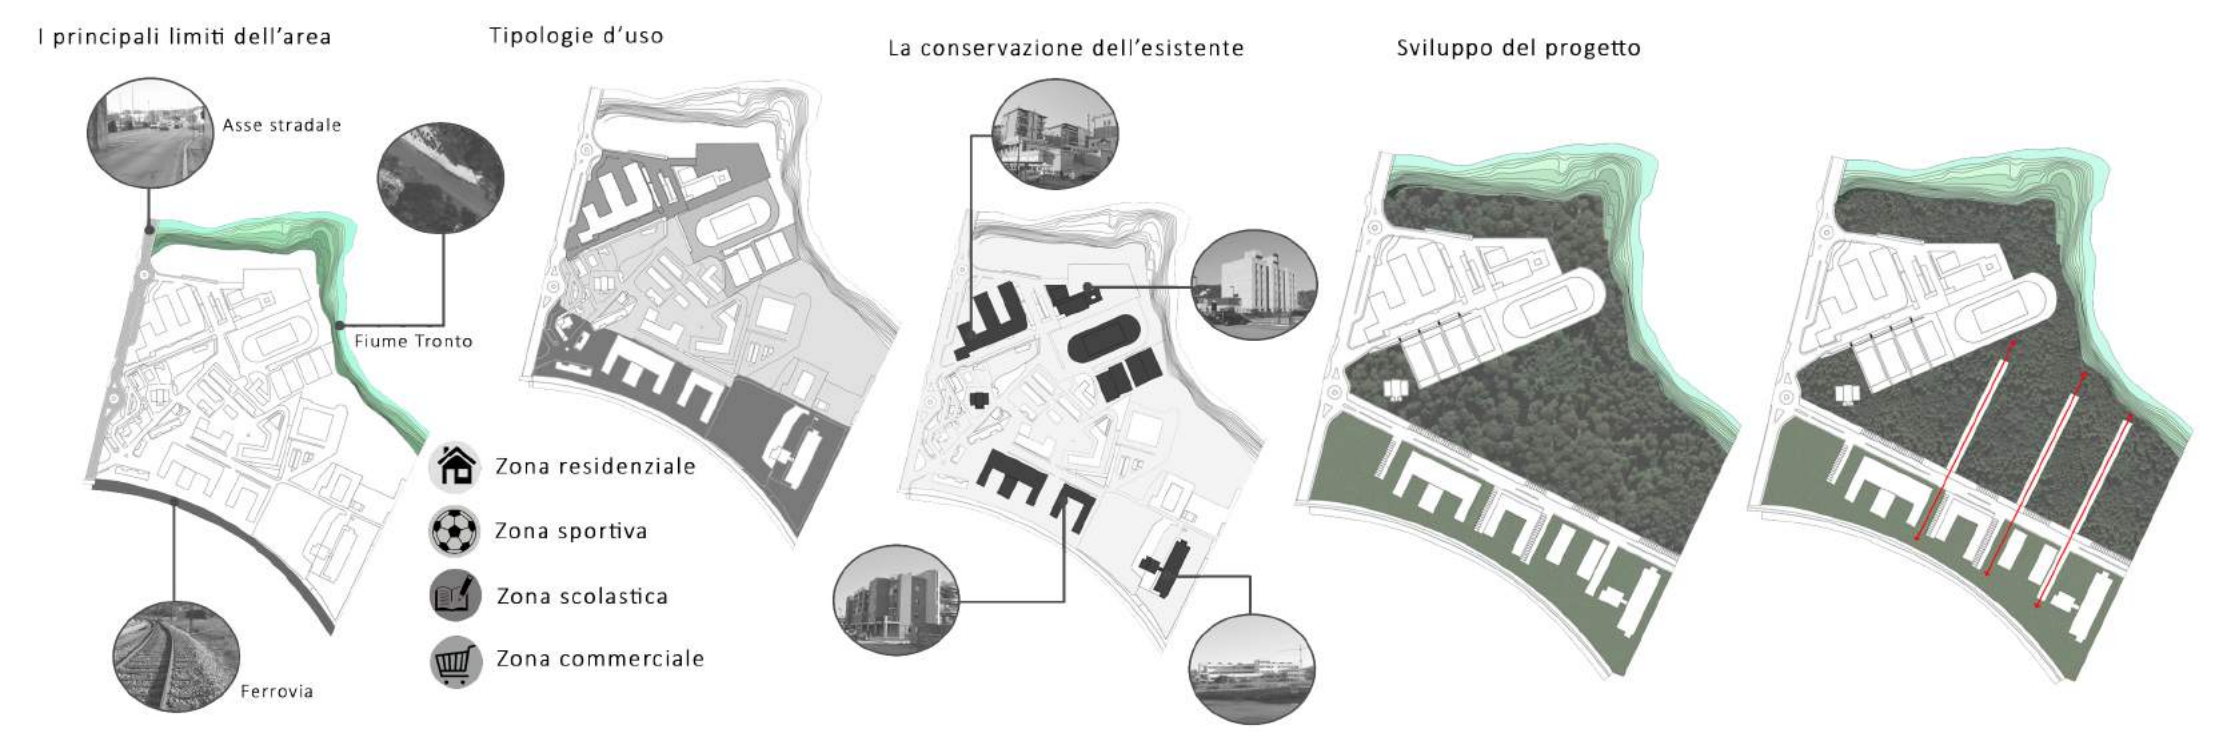 I principali limiti dell'area
Asse stradale
Fiume Tronto
Ferrovia
Tipologie d'uso
Zona residenziale
Zona sportiva
Zona scolastica
Zona commerciale
La conservazione dell'esistente
Sviluppo del progetto